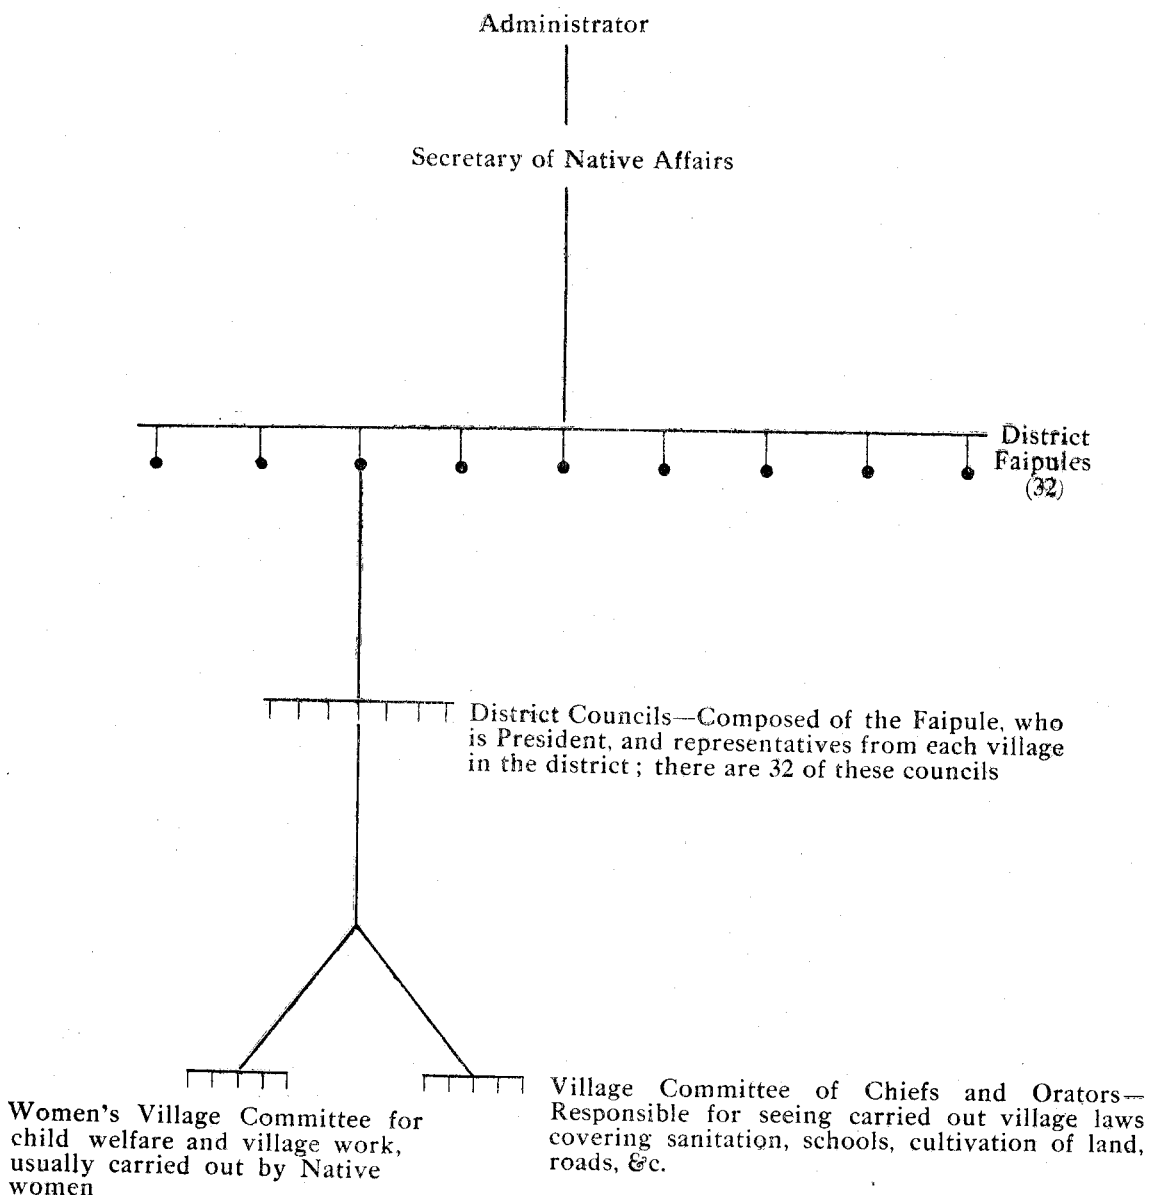 Administrator
Secretary of Native Affairs
District
Faipules
(32)
District Councils—Composed of the Faipule, who
is President, and representatives from each village
in the district; there are 32 of these councils
Women's Village Committee for
child welfare and village work,
usually carried out by Native
women
Village Committee of Chiefs and Orators—
Responsible for seeing carried out village laws
covering sanitation, schools, cultivation of land,
roads, &c.